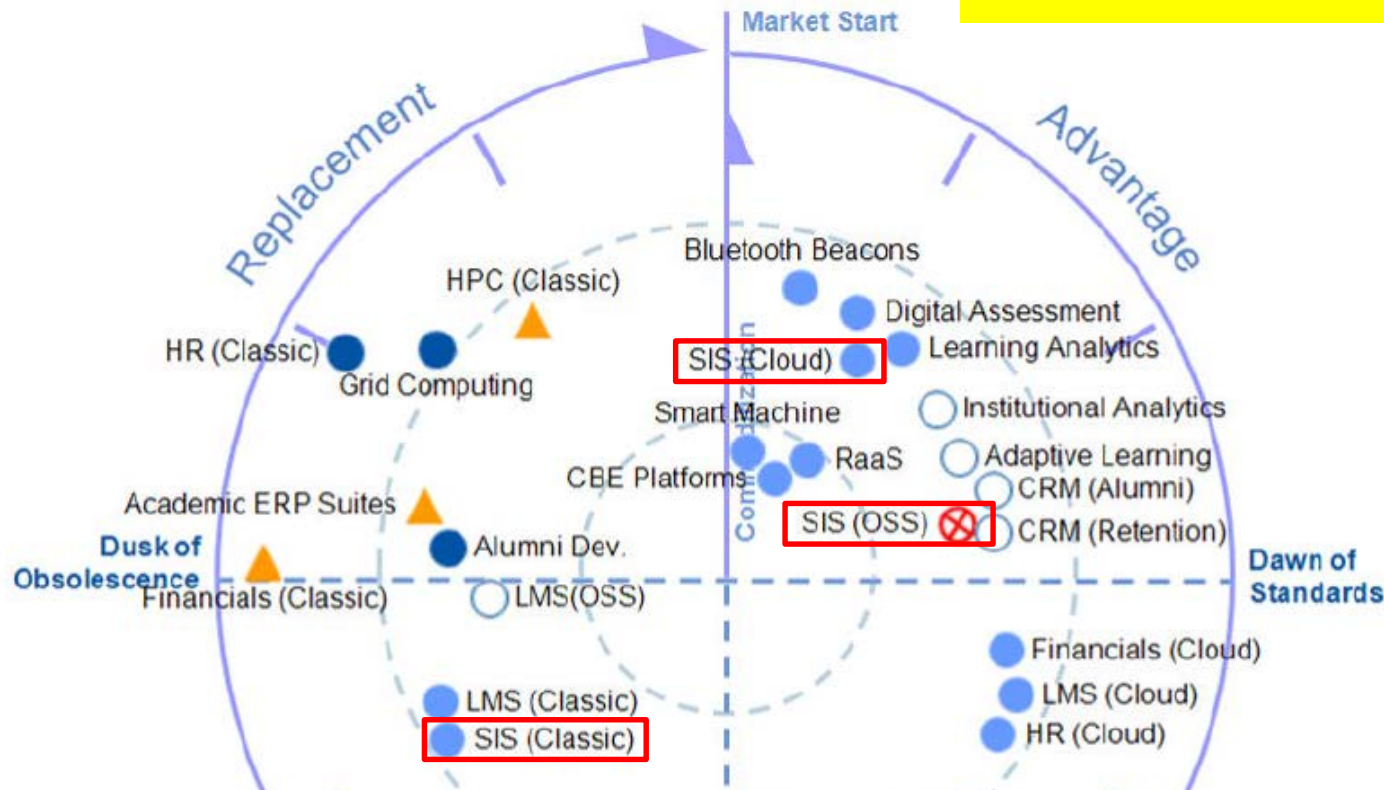 Market Start
Replacement
Advantage
Bluetooth Beacons
HPC (Classic)
Digital Assessment
HR (Classic)
SIS (Cloud)
Learning Analytics
Grid Computing
Smart Machine
Institutional Analytics
CBE Platforms
RaaS
Adaptive Learning
CRM (Alumni)
Academic ERP Suites
SIS (OSS)
CRM (Retention)
Dusk of
Obsolescence
Alumni Dev.
Dawn of
Standards
Financials (Classic)
LMS(OSS)
Financials (Cloud)
LMS (Classic)
LMS (Cloud)
SIS (Classic)
HR (Cloud)